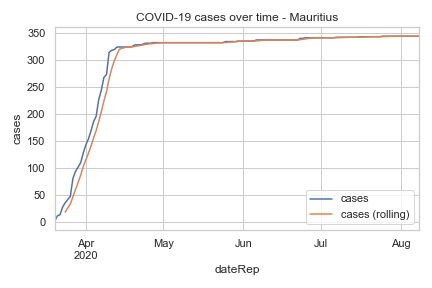 COVID-19 cases over time - Mauritius
350
300
250
200
150
100
50
0
cases
cases
cases (rolling)
Apr
2020
May
Jun
Jul
Aug
dateRep